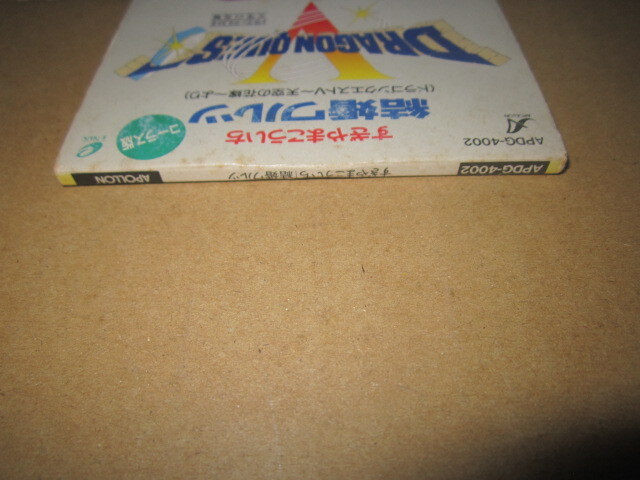 DRAGON QUEST
V
(ドラゴンクエストV～天空の花嫁～より)
結婚ワルツ
すぎやまこういち
コーラス版
APOLLON
APDG-4002
APDG-4002
すぎやまこういち/結婚ワルツ
APOLLON